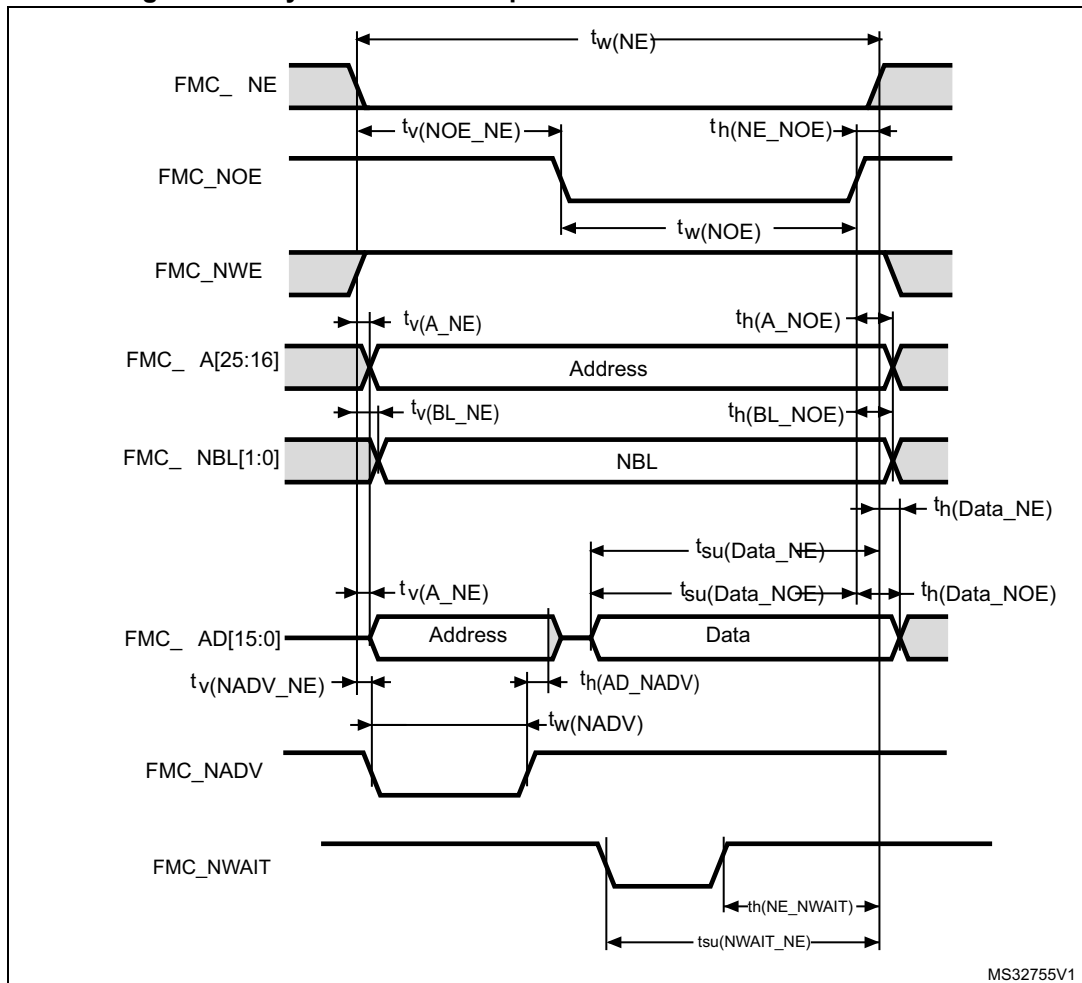 tw(NE)
FMC_ NE
tv(NOE_NE)
th(NE_NOE)
FMC_NOE
tw(NOE)
FMC_NWE
tv(A_NE)
th(A_NOE)
FMC_ A[25:16]
Address
tv(BL_NE)
th(BL_NOE)
FMC_ NBL[1:0]
NBL
th(Data_NE)
tsu(Data_NE)
tv(A_NE)
tsu(Data_NOE)
th(Data_NOE)
FMC_ AD[15:0]
Address
Data
tv(NADV_NE)
th(AD_NADV)
tw(NADV)
FMC_NADV
FMC_NWAIT
th(NE_NWAIT)
tsu(NWAIT_NE)
MS32755V1